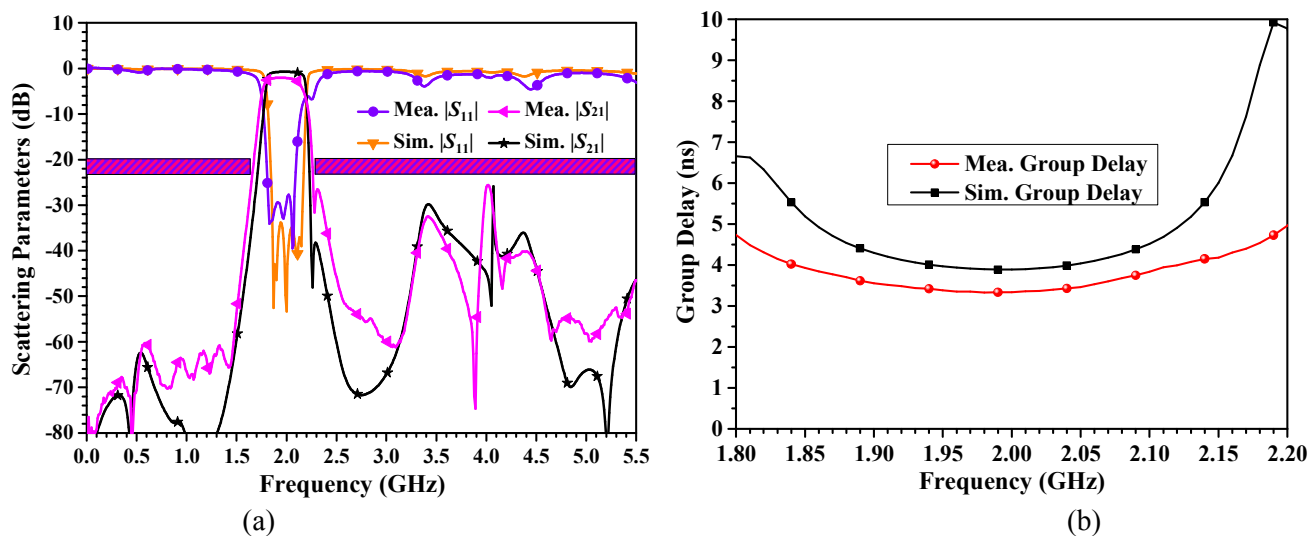 10
0
-10
-20
-30
-40
-50
-60
-70
-80
Scattering Parameters (dB)
Mea. |S11| Mea. |S21|
Sim. |S11| Sim. |S21|
0.0 0.5 1.0 1.5 2.0 2.5 3.0 3.5 4.0 4.5 5.0 5.5
Frequency (GHz)
(a)
10
9
8
7
6
5
4
3
2
1
0
Group Delay (ns)
Mea. Group Delay
Sim. Group Delay
1.80 1.85 1.90 1.95 2.00 2.05 2.10 2.15 2.20
Frequency (GHz)
(b)